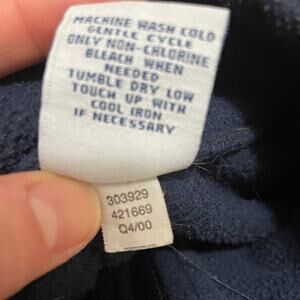 MACHINE WASH COLD
GENTLE CYCLE
ONLY NON-CHLORINE
BLEACH WHEN
NEEDED
TUMBLE DRY LOW
TOUCH UP WITH
COOL IRON
IF NECESSARY
303929
421669
Q4/00